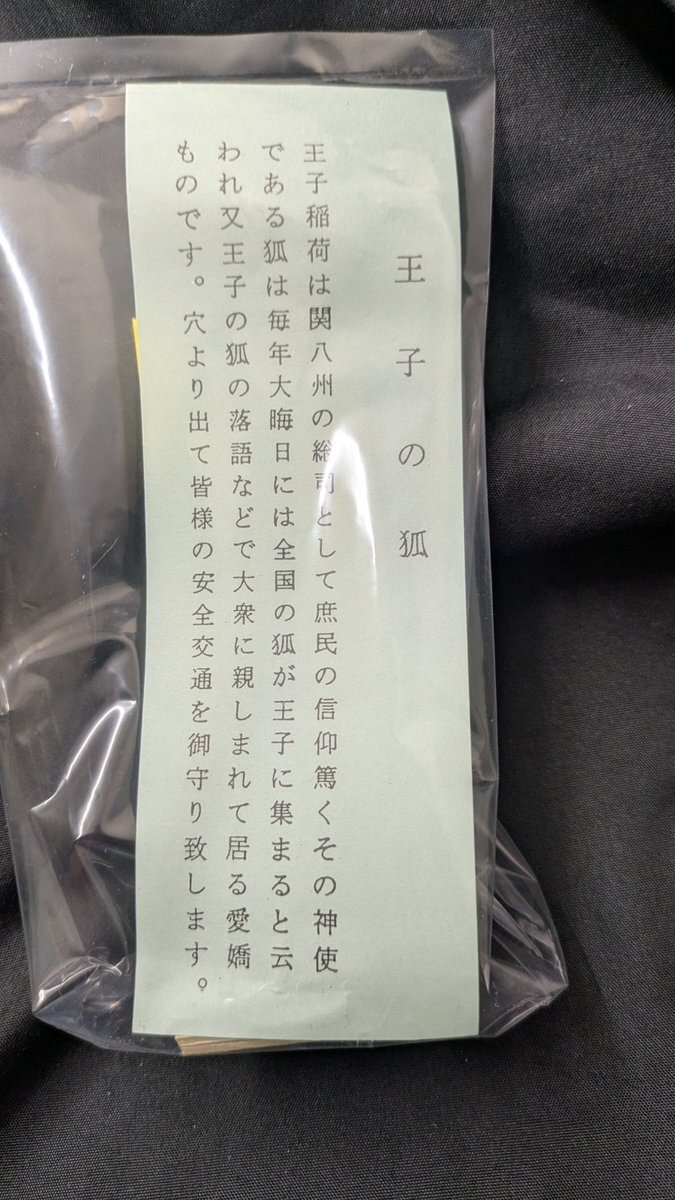 王子の狐
王子稲荷は関八州の総司として庶民の信仰篤くその神使
である狐は毎年大晦日には全国の狐が王子に集まると云
われ又王子の狐の落語などで大衆に親しまれて居る愛嬌
ものです。穴より出て皆様の安全交通を御守り致します。